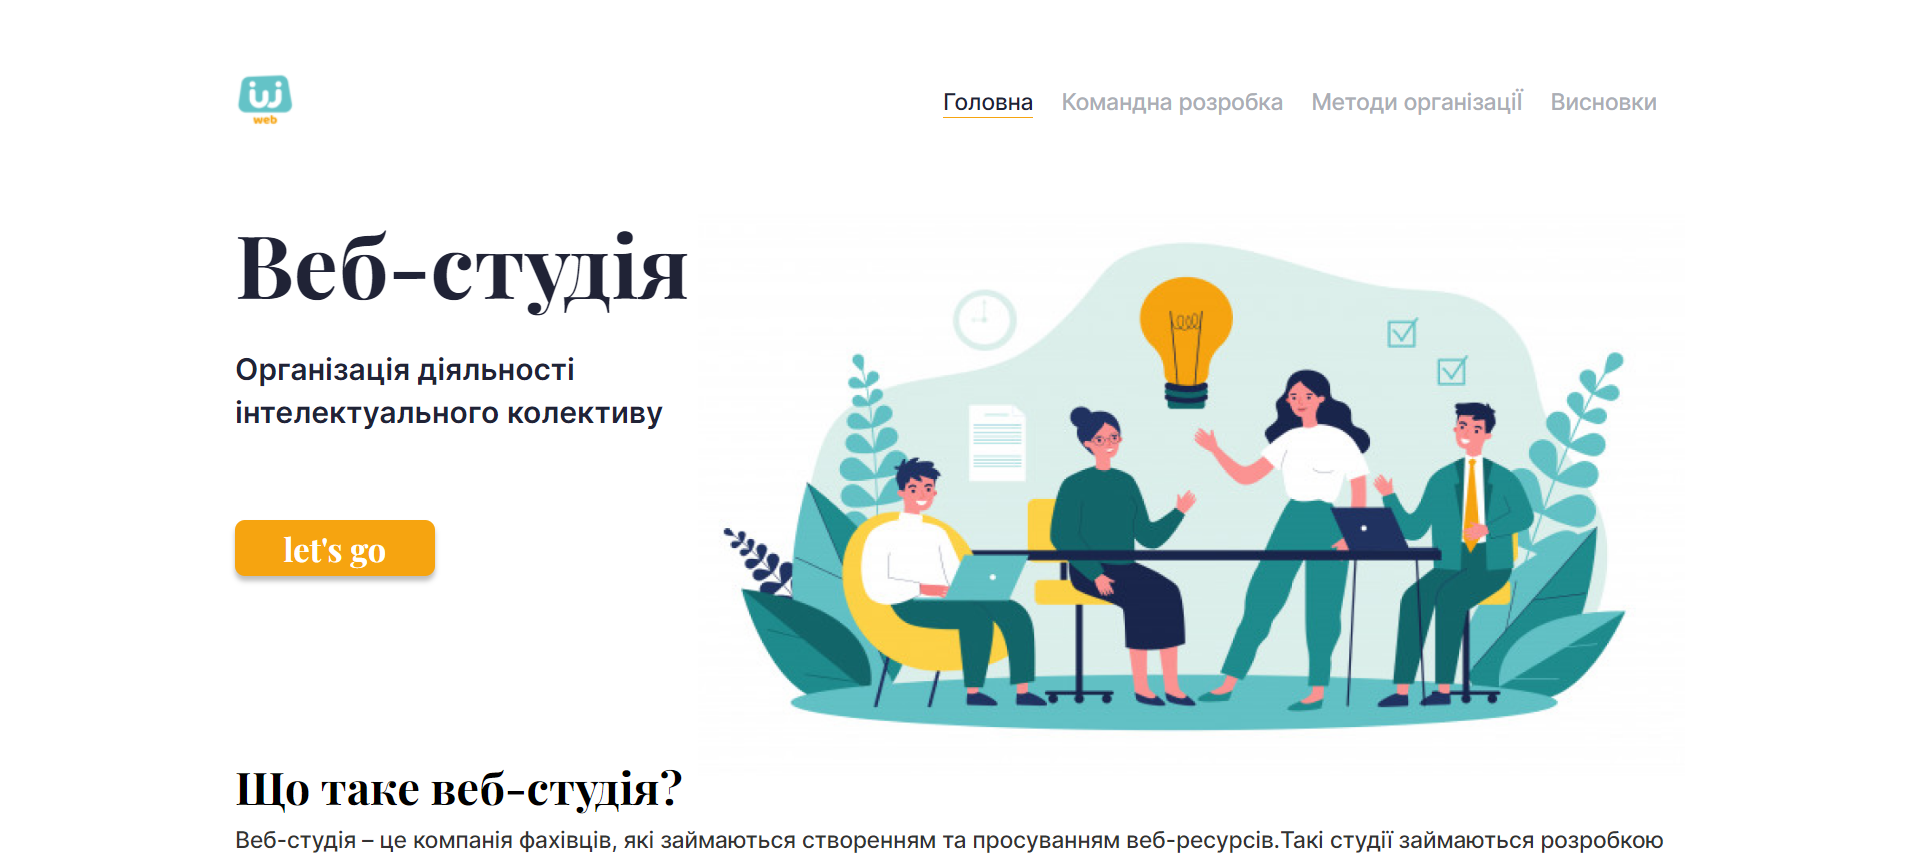 web
Головна Командна розробка Методи організації Висновки
Веб-студія
Організація діяльності
інтелектуального колективу
let's go
Що таке веб-студія?
Веб-студія – це компанія фахівців, які займаються створенням та просуванням веб-ресурсів.Такі студії займаються розробкою